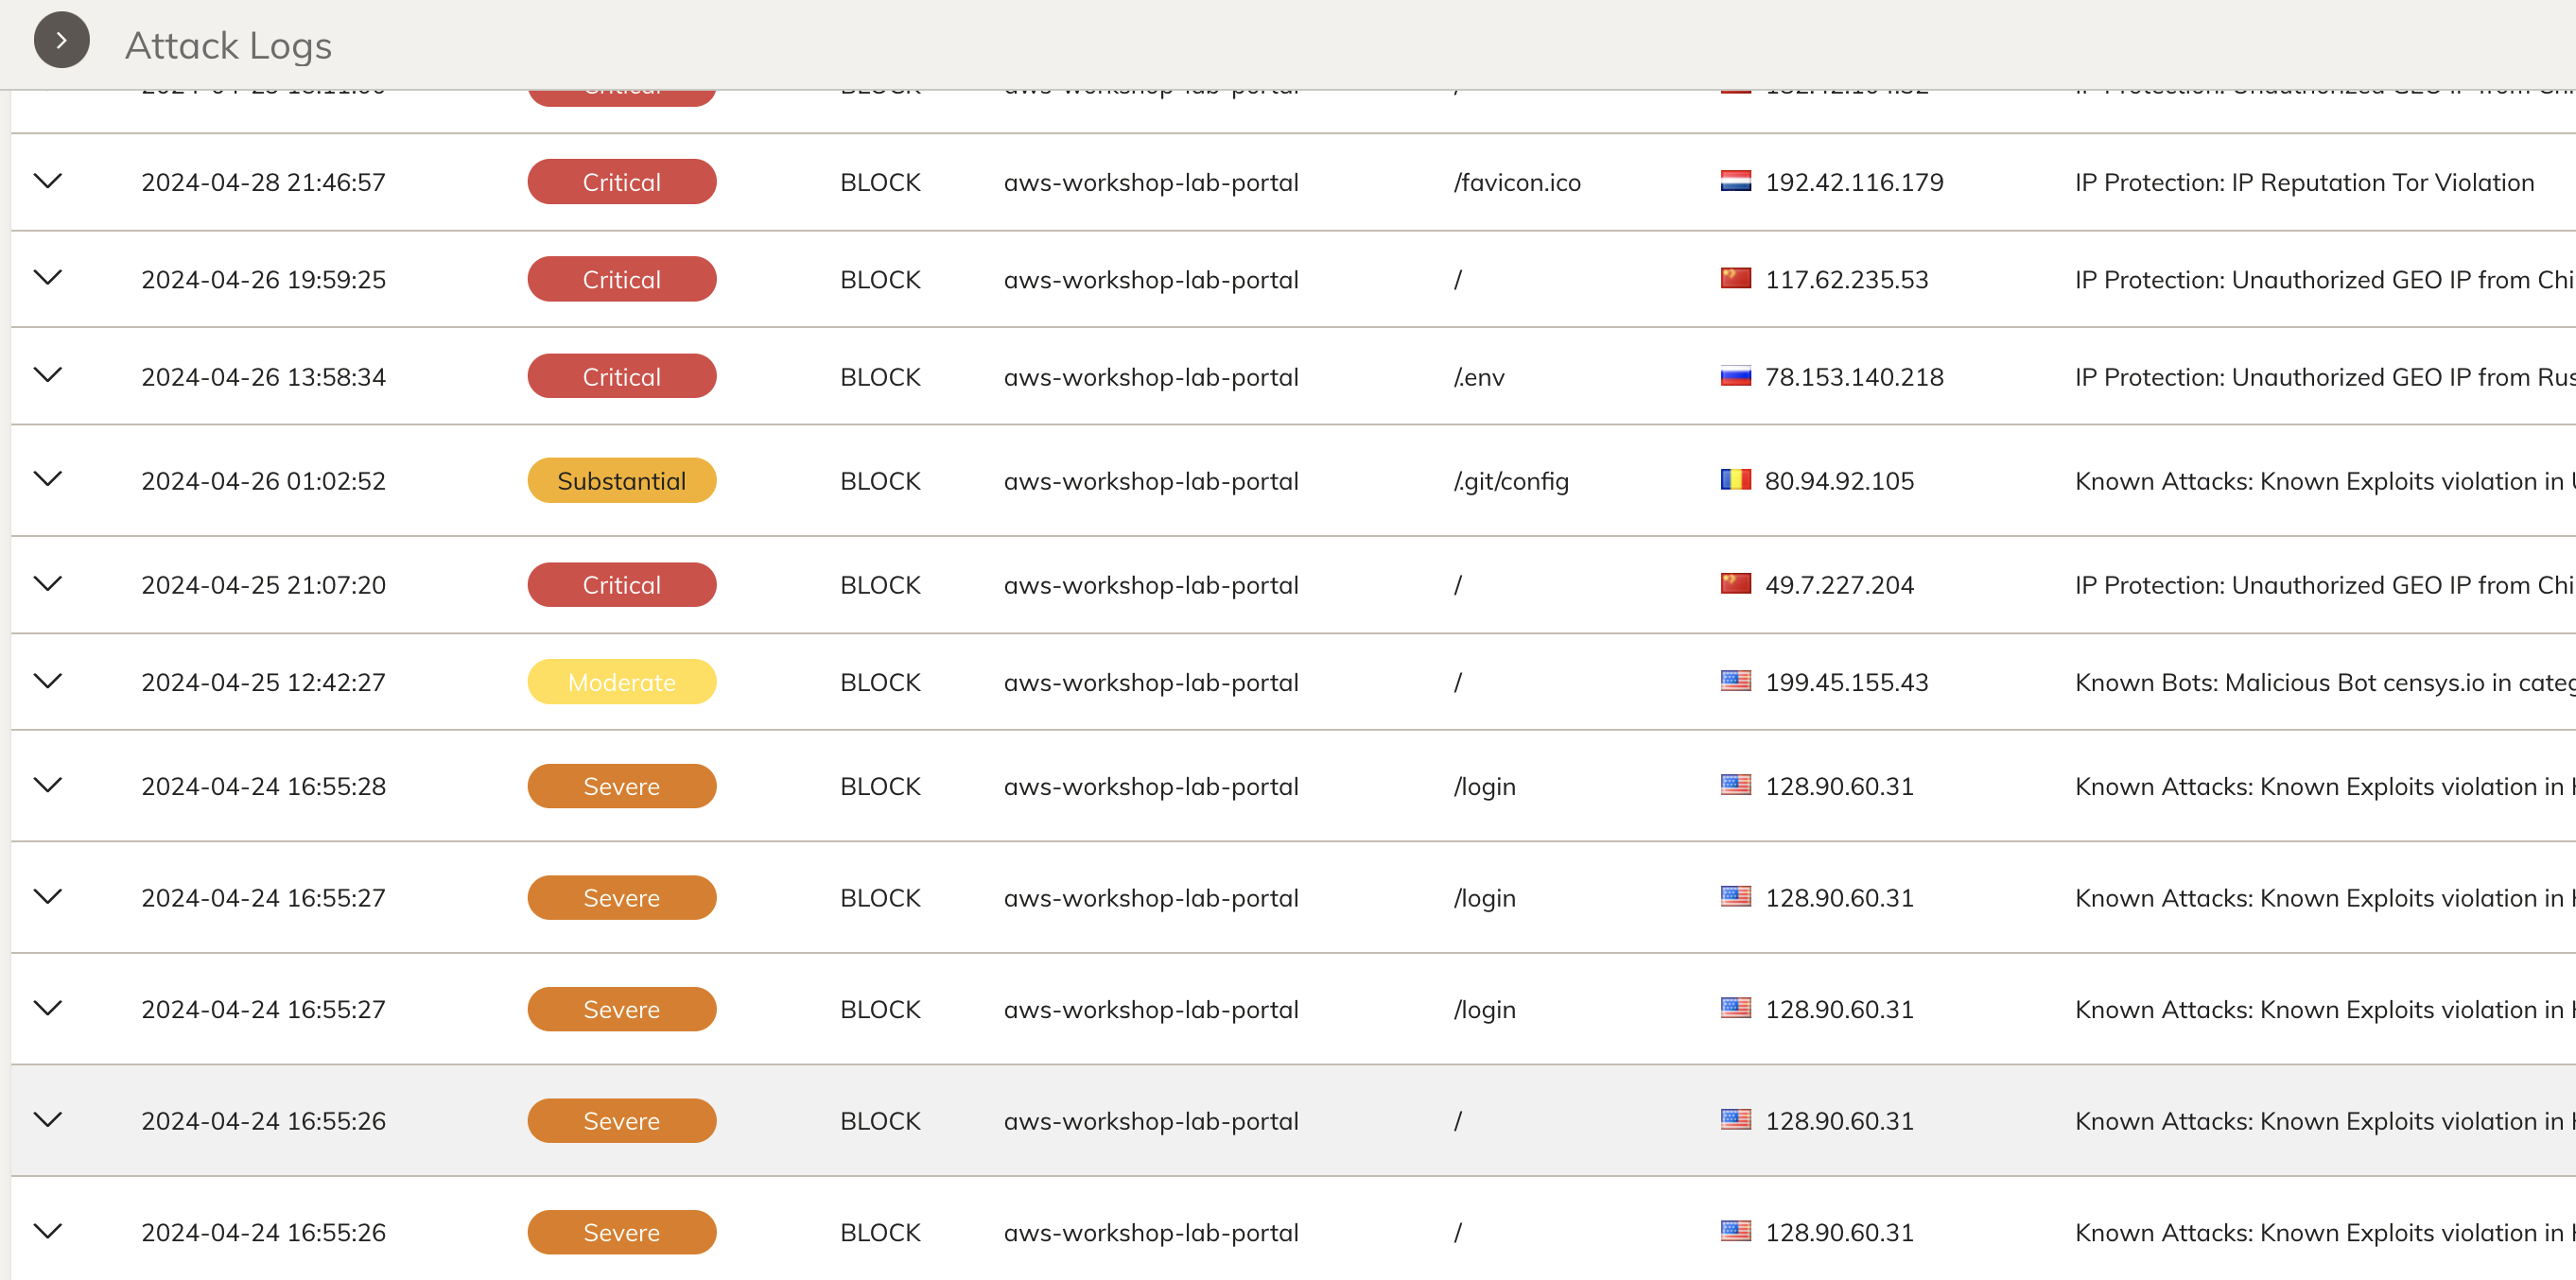 Attack Logs
2024-04-28 21:46:57 Critical BLOCK aws-workshop-lab-portal /favicon.ico 192.42.116.179 IP Protection: IP Reputation Tor Violation
2024-04-26 19:59:25 Critical BLOCK aws-workshop-lab-portal / 117.62.235.53 IP Protection: Unauthorized GEO IP from Chi
2024-04-26 13:58:34 Critical BLOCK aws-workshop-lab-portal /.env 78.153.140.218 IP Protection: Unauthorized GEO IP from Rus
2024-04-26 01:02:52 Substantial BLOCK aws-workshop-lab-portal /.git/config 80.94.92.105 Known Attacks: Known Exploits violation in
2024-04-25 21:07:20 Critical BLOCK aws-workshop-lab-portal / 49.7.227.204 IP Protection: Unauthorized GEO IP from Chi
2024-04-25 12:42:27 Moderate BLOCK aws-workshop-lab-portal / 199.45.155.43 Known Bots: Malicious Bot censys.io in categ
2024-04-24 16:55:28 Severe BLOCK aws-workshop-lab-portal /login 128.90.60.31 Known Attacks: Known Exploits violation in
2024-04-24 16:55:27 Severe BLOCK aws-workshop-lab-portal /login 128.90.60.31 Known Attacks: Known Exploits violation in
2024-04-24 16:55:27 Severe BLOCK aws-workshop-lab-portal /login 128.90.60.31 Known Attacks: Known Exploits violation in
2024-04-24 16:55:26 Severe BLOCK aws-workshop-lab-portal / 128.90.60.31 Known Attacks: Known Exploits violation in
2024-04-24 16:55:26 Severe BLOCK aws-workshop-lab-portal / 128.90.60.31 Known Attacks: Known Exploits violation in